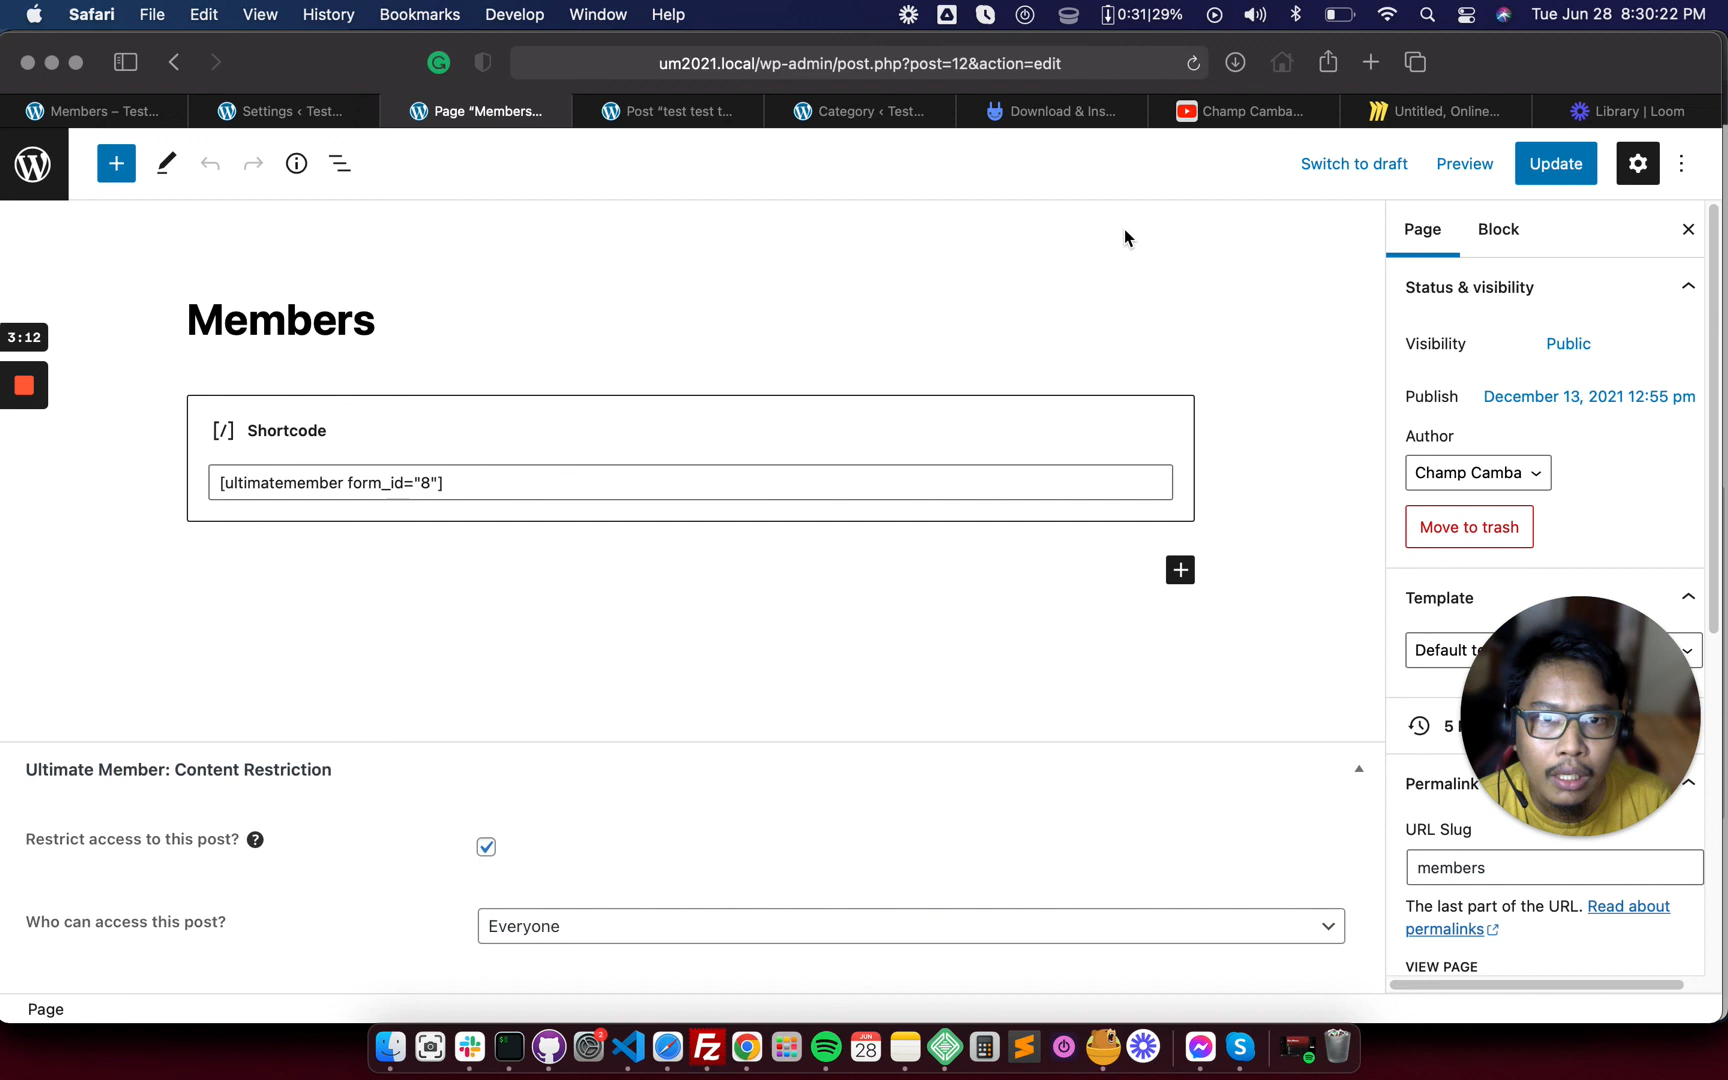 Safari File Edit View History Bookmarks Develop Window Help 0:31|29% Tue Jun 28 8:30:22 PM
um2021.local/wp-admin/post.php?post=12&action=edit
Members – Test... Settings ‹ Test... Page “Members... Post “test test t... Category ‹ Test... Download & Ins... Champ Camba... Untitled, Online... Library | Loom
Switch to draft Preview Update
Page Block
Status & visibility
Visibility Public
Publish December 13, 2021 12:55 pm
Author
Champ Camba
Move to trash
Template
Default te
5
Permalink
URL Slug
members
The last part of the URL. Read about
permalinks
VIEW PAGE
3:12
Members
[/] Shortcode
[ultimatemember form_id="8"]
Ultimate Member: Content Restriction
Restrict access to this post? ?
Who can access this post? Everyone
Page
2
JUN
28